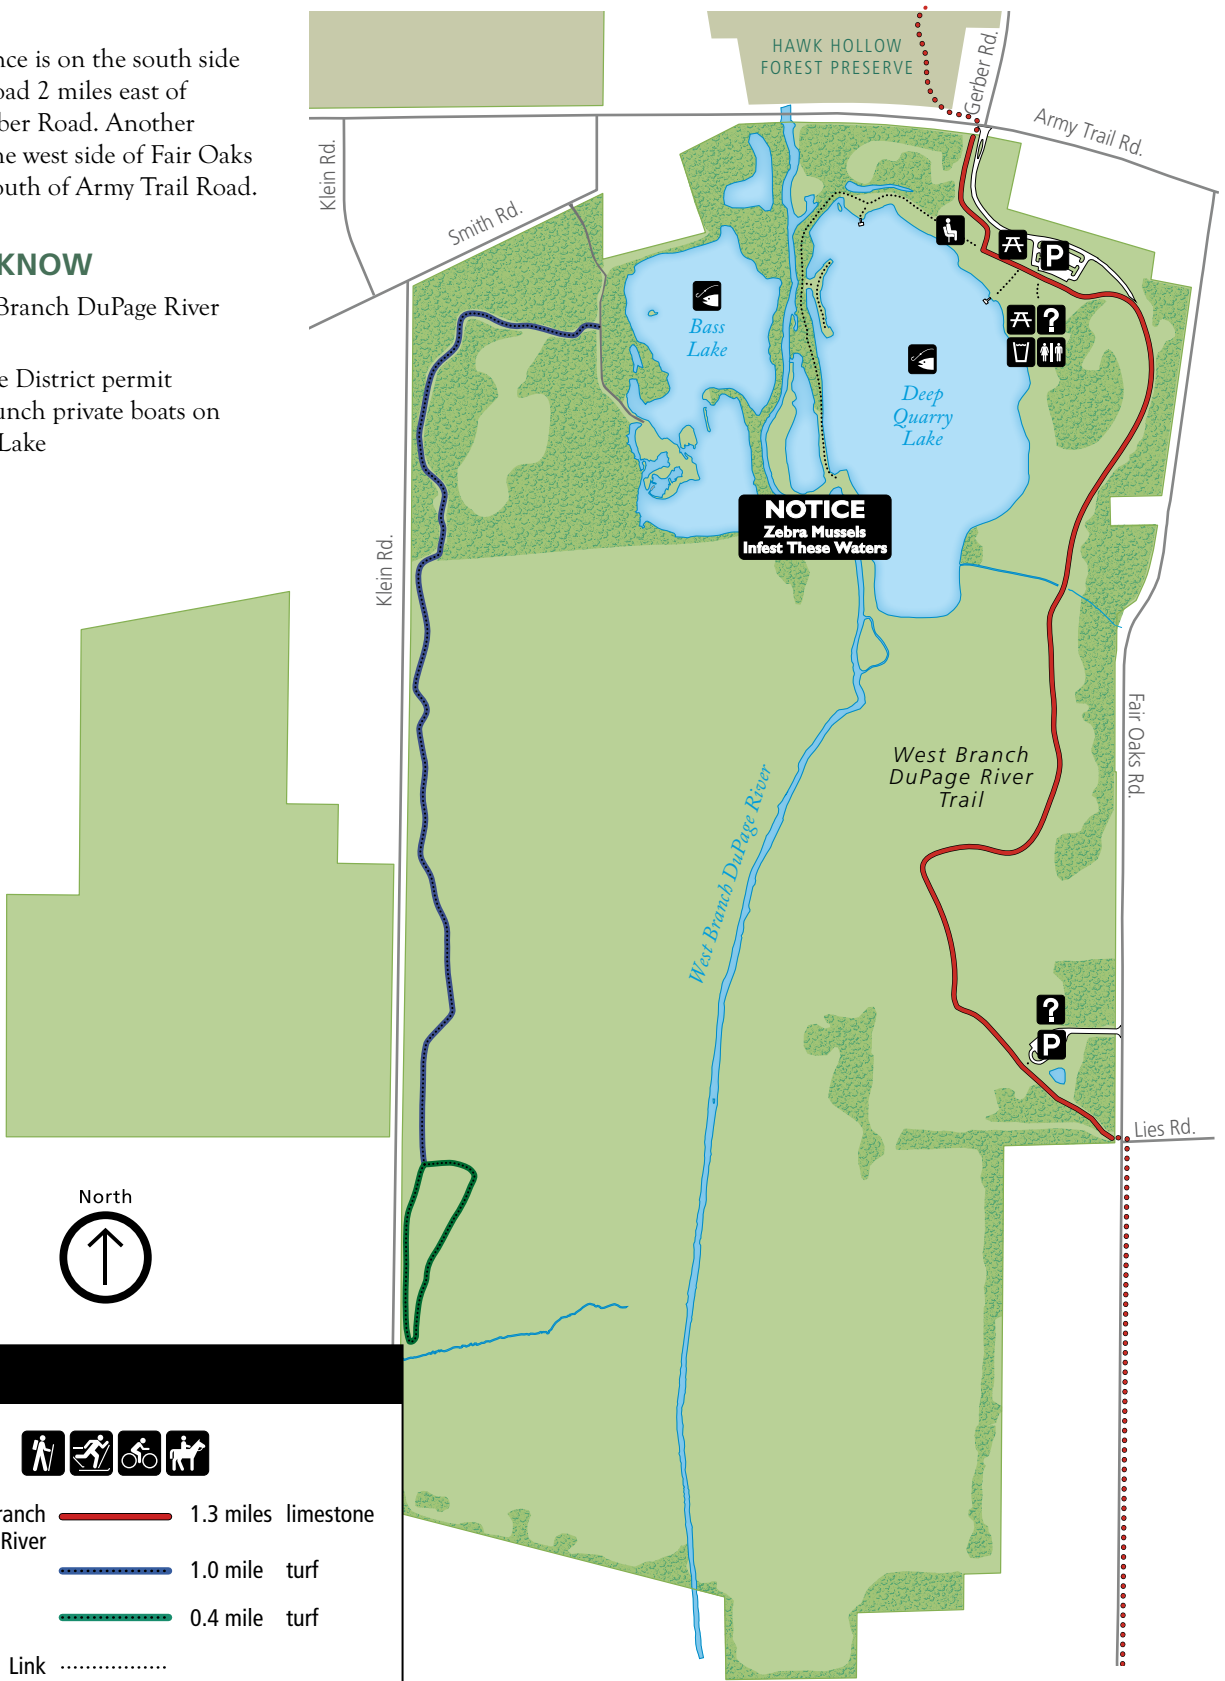 nce is on the south side
oad 2 miles east of
ber Road. Another
he west side of Fair Oaks
outh of Army Trail Road.
KNOW
Branch DuPage River
e District permit
unch private boats on
Lake
HAWK HOLLOW
FOREST PRESERVE
Gerber Rd.
Army Trail Rd.
Klein Rd.
Smith Rd.
P
Bass
Lake
?
Deep
Quarry
Lake
NOTICE
Zebra Mussels
Infest These Waters
Klein Rd.
Fair Oaks Rd.
West Branch
DuPage River
Trail
West Branch DuPage River
?
P
Lies Rd.
North
ranch
River
1.3 miles limestone
1.0 mile turf
0.4 mile turf
Link